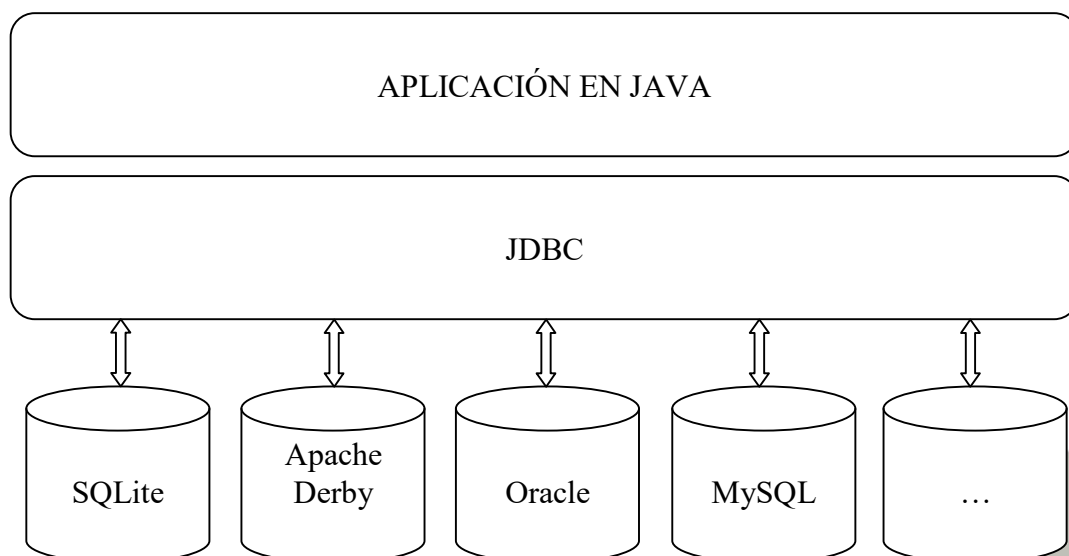 APLICACIÓN EN JAVA
JDBC
SQLite
Apache
Derby
Oracle
MySQL
…